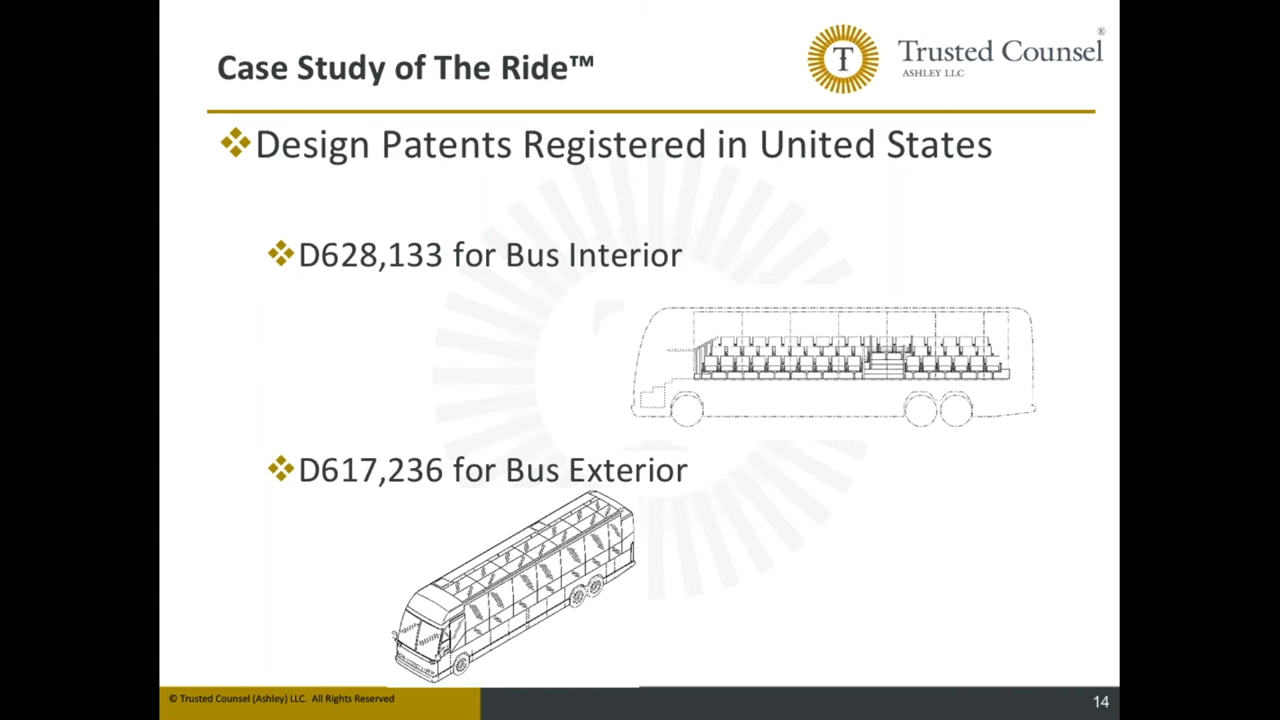 Case Study of The Ride™
T
Trusted Counsel®
ASHLEY LLC
Design Patents Registered in United States
D628,133 for Bus Interior
D617,236 for Bus Exterior
© Trusted Counsel (Ashley) LLC. All Rights Reserved
14